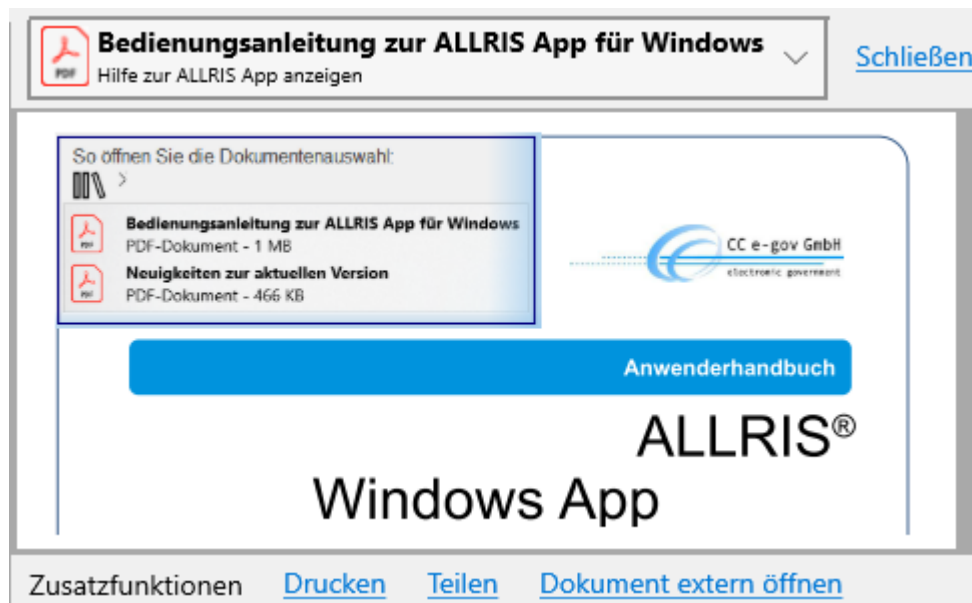 Bedienungsanleitung zur ALLRIS App für Windows
Hilfe zur ALLRIS App anzeigen
Schließen
So öffnen Sie die Dokumentenauswahl:
Bedienungsanleitung zur ALLRIS App für Windows
PDF-Dokument - 1 MB
Neuigkeiten zur aktuellen Version
PDF-Dokument - 466 KB
CC e-gov GmbH
electronic government
Anwenderhandbuch
ALLRIS®
Windows App
Zusatzfunktionen Drucken Teilen Dokument extern öffnen